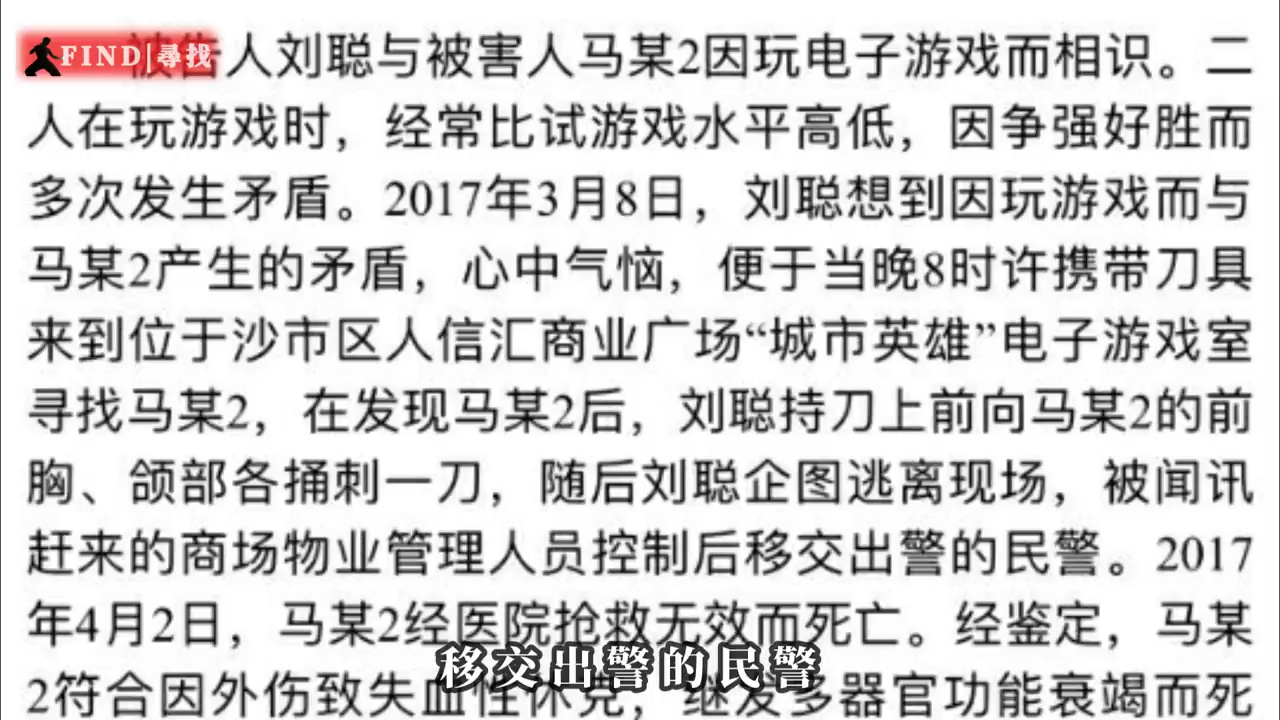 FIND|尋找
被告人刘聪与被害人马某2因玩电子游戏而相识。二
人在玩游戏时，经常比试游戏水平高低，因争强好胜而
多次发生矛盾。2017年3月8日，刘聪想到因玩游戏而与
马某2产生的矛盾，心中气恼，便于当晚8时许携带刀具
来到位于沙市区人信汇商业广场“城市英雄”电子游戏室
寻找马某2，在发现马某2后，刘聪持刀上前向马某2的前
胸、颌部各捅刺一刀，随后刘聪企图逃离现场，被闻讯
赶来的商场物业管理人员控制后移交出警的民警。2017
年4月2日，马某2经医院抢救无效而死亡。经鉴定，马某
2符合因外伤致失血性休克，继发多器官功能衰竭而死
移交出警的民警